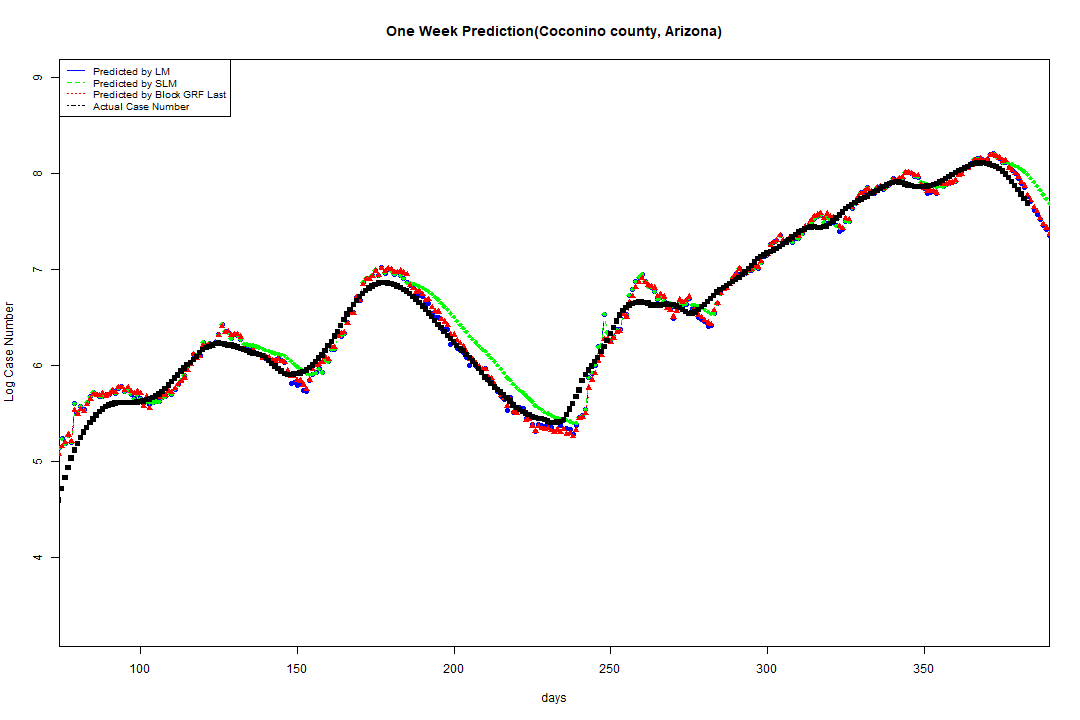 One Week Prediction(Coconino county, Arizona)
Predicted by LM
Predicted by SLM
Predicted by Block GRF Last
Actual Case Number
9
8
7
6
5
4
Log Case Number
100 150 200 250 300 350
days